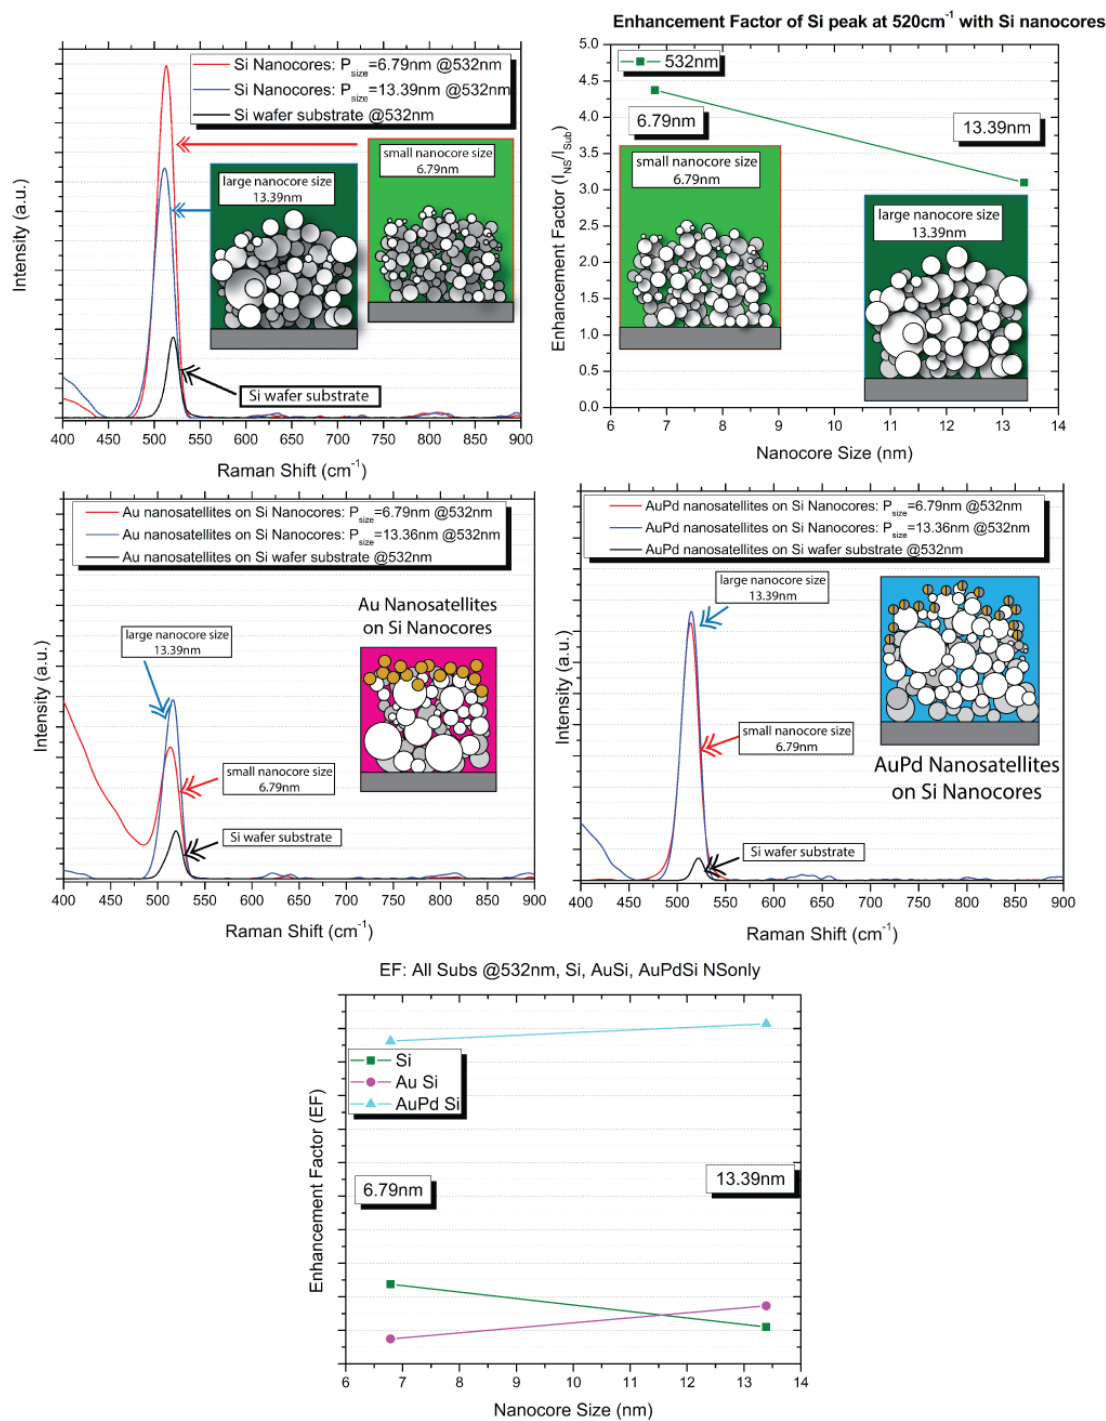 Si Nanocores: Psize=6.79nm @532nm
Si Nanocores: Psize=13.39nm @532nm
Si wafer substrate @532nm
small nanocore size
6.79nm
large nanocore size
13.39nm
Si wafer substrate
Intensity (a.u.)
400 450 500 550 600 650 700 750 800 850 900
Raman Shift (cm-1)
Enhancement Factor of Si peak at 520cm-1 with Si nanocores
5.0
4.5
4.0
3.5
3.0
2.5
2.0
1.5
1.0
0.5
0.0
Enhancement Factor (INS/ISub)
532nm
6.79nm
13.39nm
small nanocore size
6.79nm
large nanocore size
13.39nm
6 7 8 9 10 11 12 13 14
Nanocore Size (nm)
Au nanosatellites on Si Nanocores: Psize=6.79nm @532nm
Au nanosatellites on Si Nanocores: Psize=13.36nm @532nm
Au nanosatellites on Si wafer substrate @532nm
Au Nanosatellites
on Si Nanocores
large nanocore size
13.39nm
small nanocore size
6.79nm
Si wafer substrate
Intensity (a.u.)
400 450 500 550 600 650 700 750 800 850 900
Raman Shift (cm-1)
AuPd nanosatellites on Si Nanocores: Psize=6.79nm @532nm
AuPd nanosatellites on Si Nanocores: Psize=13.36nm @532nm
AuPd nanosatellites on Si wafer substrate @532nm
large nanocore size
13.39nm
small nanocore size
6.79nm
AuPd Nanosatellites
on Si Nanocores
Si wafer substrate
Intensity (a.u.)
400 450 500 550 600 650 700 750 800 850 900
Raman Shift (cm-1)
EF: All Subs @532nm, Si, AuSi, AuPdSi NSonly
Si
Au Si
AuPd Si
6.79nm
13.39nm
Enhancement Factor (EF)
6 7 8 9 10 11 12 13 14
Nanocore Size (nm)